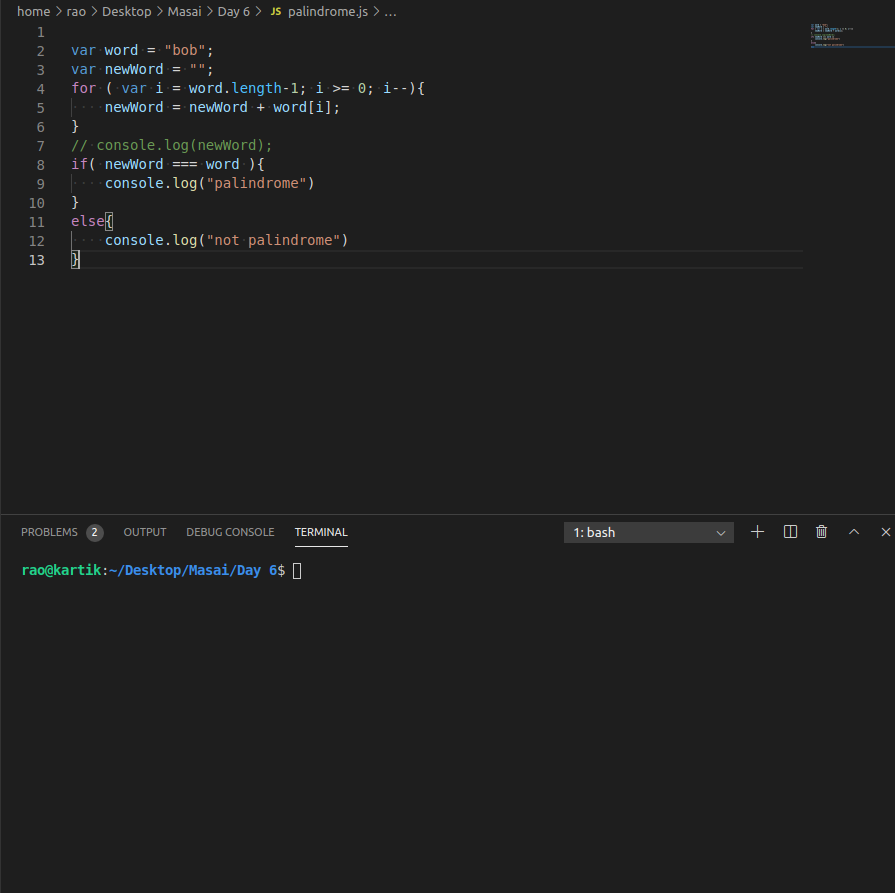 home > rao > Desktop > Masai > Day 6 > JS palindrome.js > ...
1
2 var word = "bob";
3 var newWord = "";
4 for ( var i = word.length-1; i >= 0; i--){
5     newWord = newWord + word[i];
6 }
7 // console.log(newWord);
8 if( newWord === word ){
9     console.log("palindrome")
10 }
11 else{
12     console.log("not palindrome")
13 }
PROBLEMS 2 OUTPUT DEBUG CONSOLE TERMINAL 1: bash
rao@kartik:~/Desktop/Masai/Day 6$